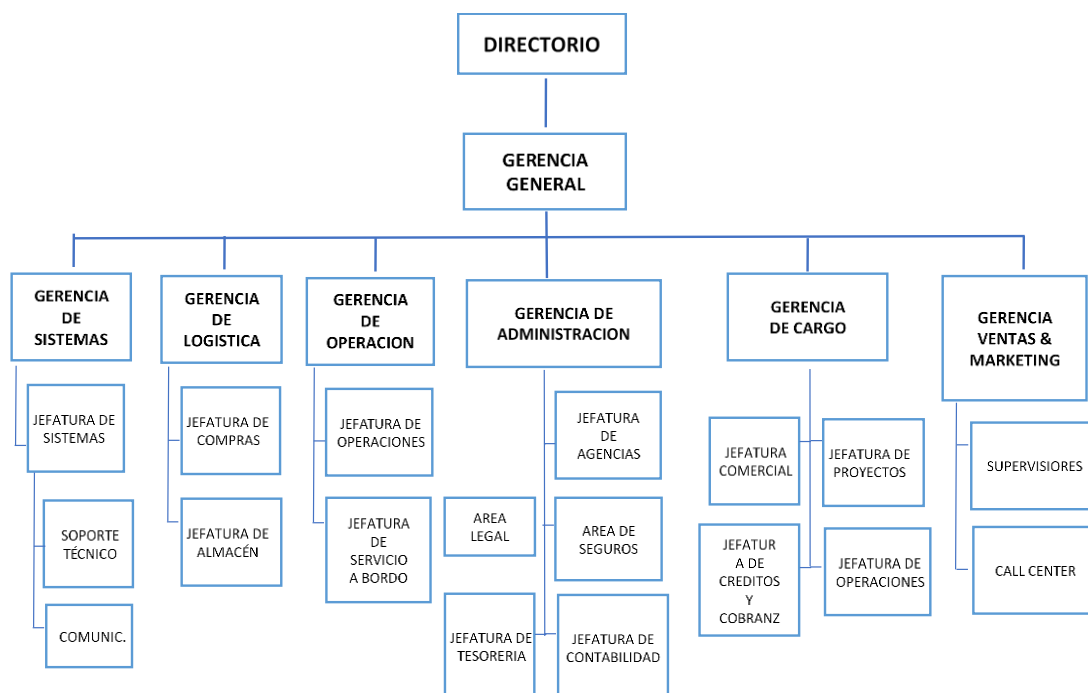 DIRECTORIO
GERENCIA
GENERAL
GERENCIA
DE
SISTEMAS
GERENCIA
DE
LOGISTICA
GERENCIA
DE
OPERACION
GERENCIA DE
ADMINISTRACION
GERENCIA
DE CARGO
GERENCIA
VENTAS &
MARKETING
JEFATURA DE
SISTEMAS
SOPORTE
TÉCNICO
COMUNIC.
JEFATURA DE
COMPRAS
JEFATURA DE
ALMACÉN
JEFATURA DE
OPERACIONES
JEFATURA
DE
SERVICIO
A BORDO
JEFATURA
DE
AGENCIAS
AREA
LEGAL
AREA DE
SEGUROS
JEFATURA DE
TESORERIA
JEFATURA DE
CONTABILIDAD
JEFATURA
COMERCIAL
JEFATURA DE
PROYECTOS
JEFATUR
A DE
CREDITOS
Y
COBRANZ
JEFATURA DE
OPERACIONES
SUPERVISIORES
CALL CENTER